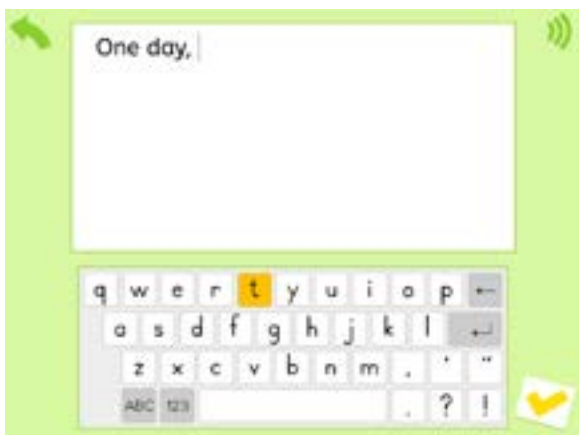 One day,
q w e r t y u i o p ←
a s d f g h j k l ↵
z x c v b n m , ' "
ABC 123 . ? !